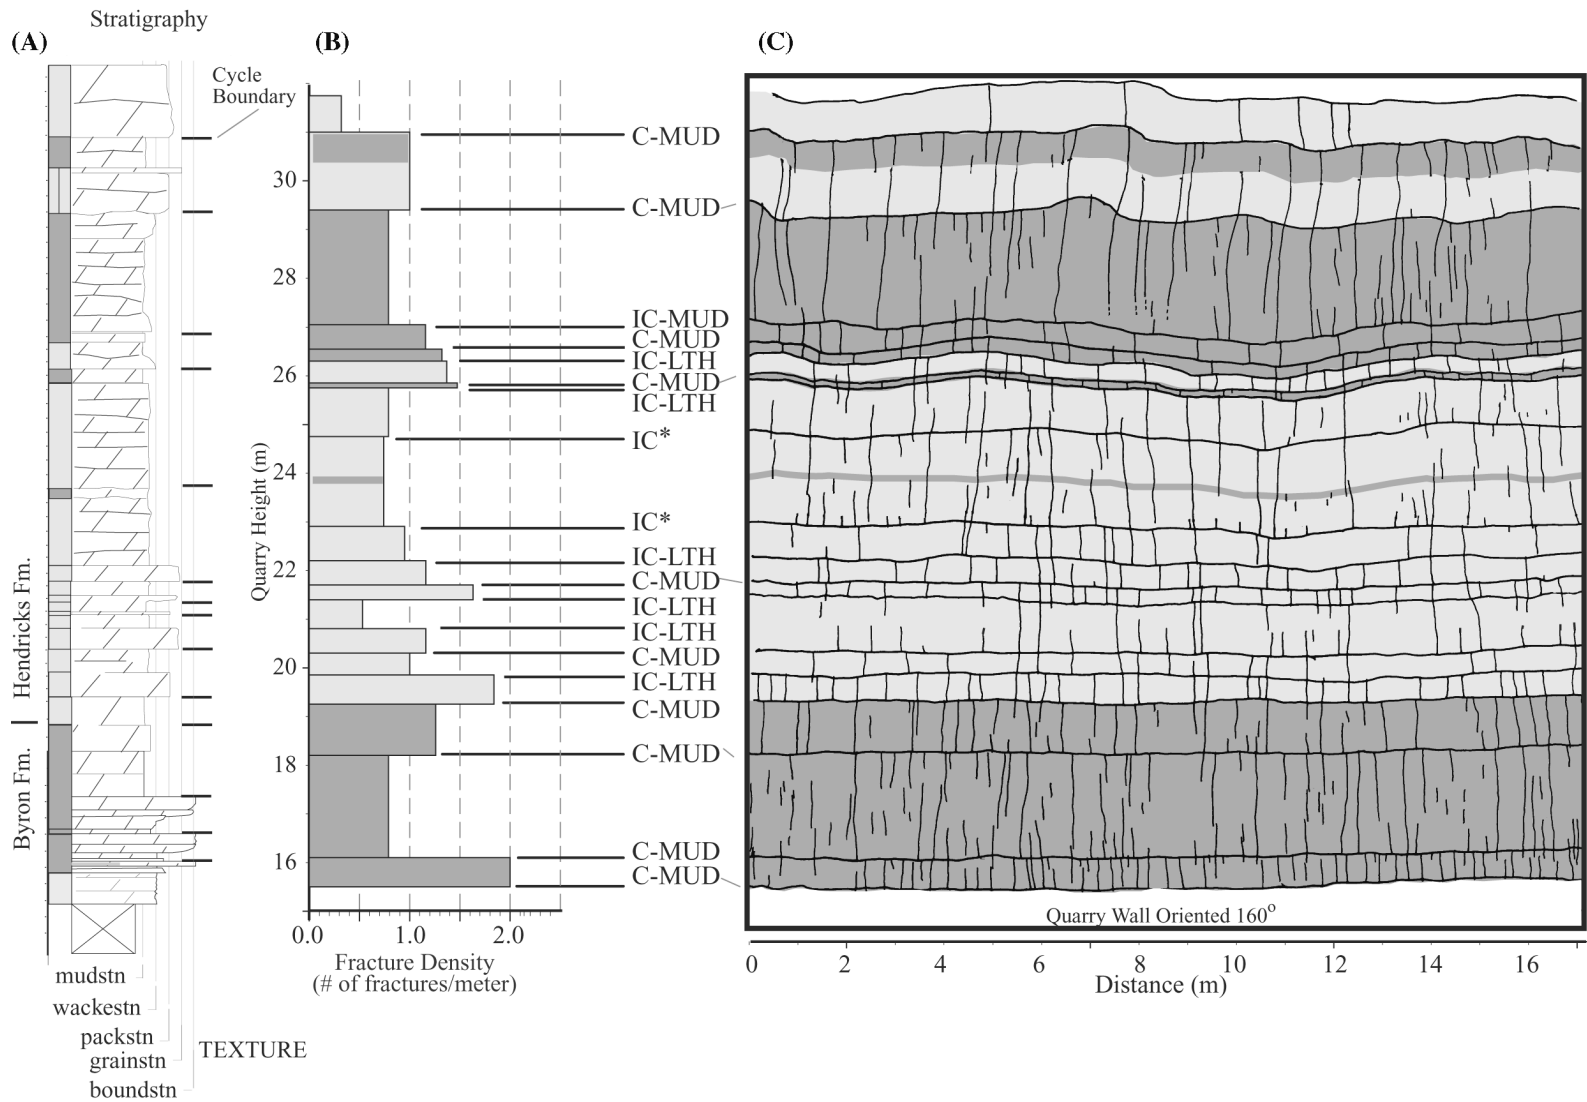 Stratigraphy
(A)
(B)
(C)
Cycle
Boundary
C-MUD
C-MUD
IC-MUD
C-MUD
IC-LTH
C-MUD
IC-LTH
IC*
IC*
IC-LTH
C-MUD
IC-LTH
IC-LTH
C-MUD
IC-LTH
C-MUD
C-MUD
C-MUD
C-MUD
30
28
26
24
22
20
18
16
Quarry Height (m)
Hendricks Fm.
Byron Fm.
0.0 1.0 2.0
Fracture Density
(# of fractures/meter)
Quarry Wall Oriented 160°
0 2 4 6 8 10 12 14 16
Distance (m)
mudstn
wackestn
packstn
grainstn
boundstn
TEXTURE